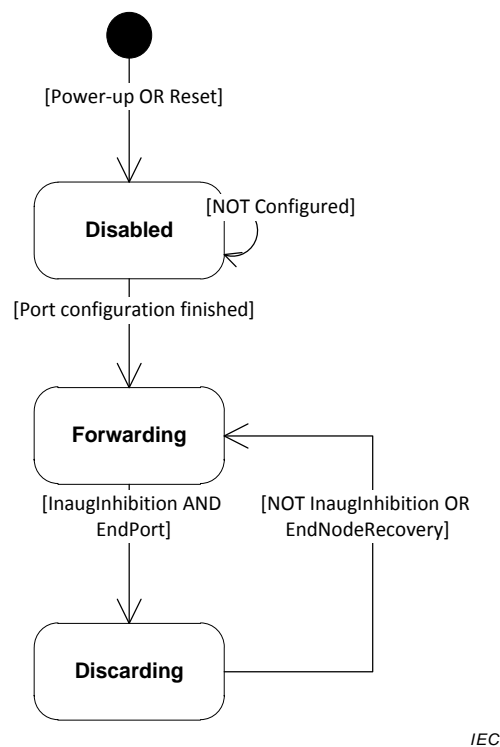 [Power-up OR Reset]
[NOT Configured]
Disabled
[Port configuration finished]
Forwarding
[InaugInhibition AND
EndPort]
[NOT InaugInhibition OR
EndNodeRecovery]
Discarding
IEC